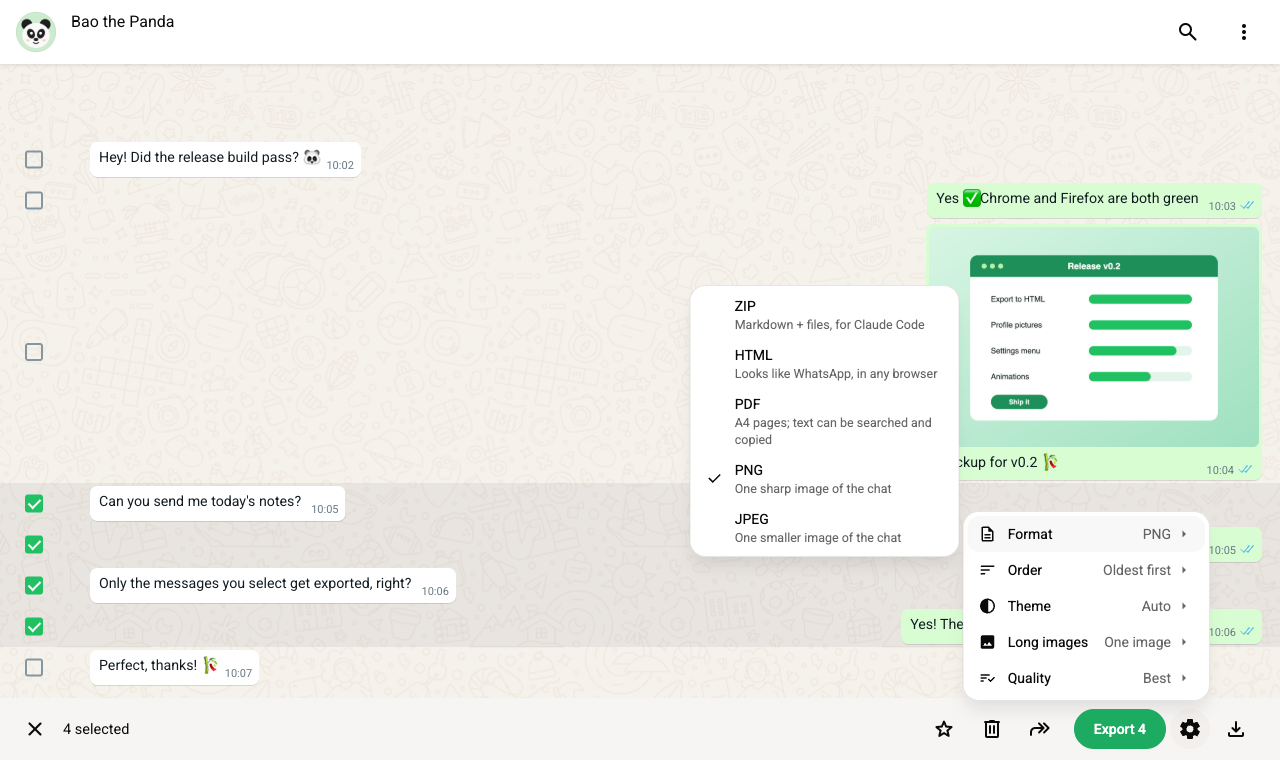 Bao the Panda
Hey! Did the release build pass? 🐼 10:02
Yes ✅ Chrome and Firefox are both green 10:03
Release v0.2
Export to HTML
Profile pictures
Settings menu
Animations
Ship it
ckup for v0.2 10:04
ZIP
Markdown + files, for Claude Code
HTML
Looks like WhatsApp, in any browser
PDF
A4 pages; text can be searched and
copied
PNG
One sharp image of the chat
JPEG
One smaller image of the chat
Can you send me today's notes? 10:05
10:05
Only the messages you select get exported, right? 10:06
Yes! The 10:06
Perfect, thanks! 10:07
Format PNG
Order Oldest first
Theme Auto
Long images One image
Quality Best
4 selected
Export 4